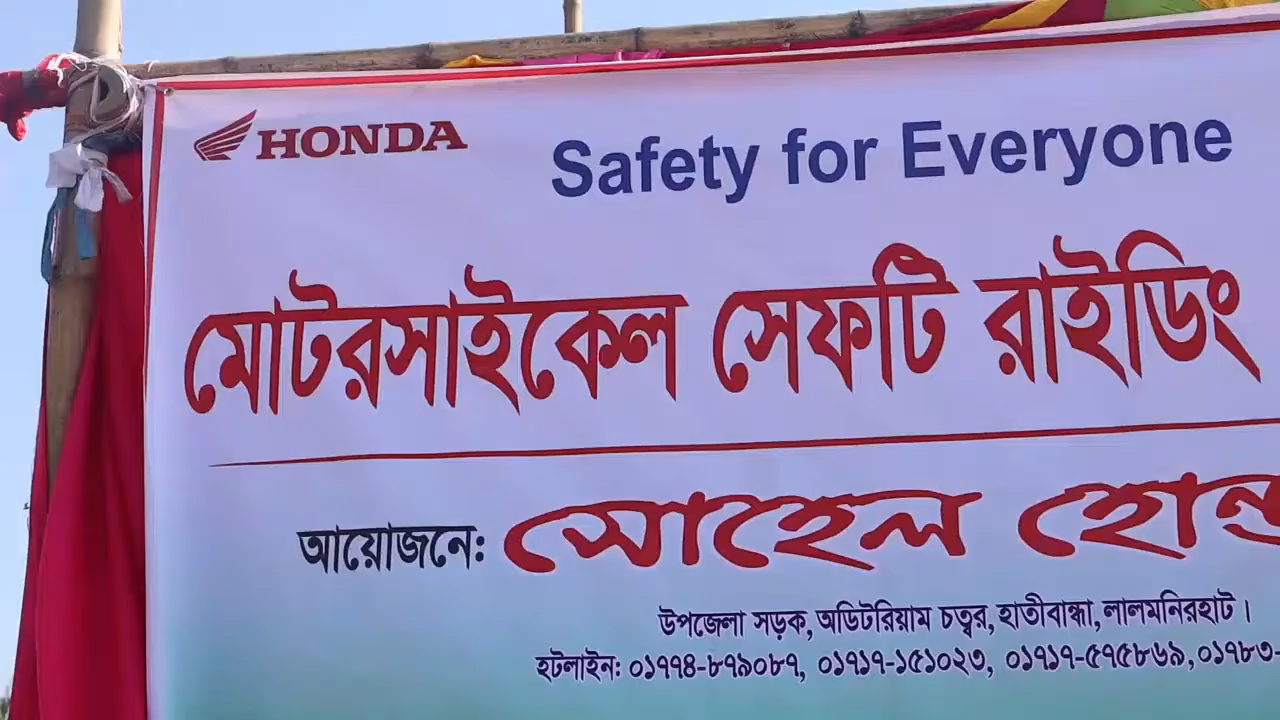 HONDA
Safety for Everyone
মোটরসাইকেল সেফটি রাইডিং
আয়োজনে: সোহেল হোন্ড
উপজেলা সড়ক, অডিটরিয়াম চত্বর, হাতীবান্ধা, লালমনিরহাট।
হটলাইন: ০১৭৭৪-৮৭৯০৮৭, ০১৭১৭-১৫১০২৩, ০১৭১৭-৫৭৫৮৬৯, ০১৭৮৩-